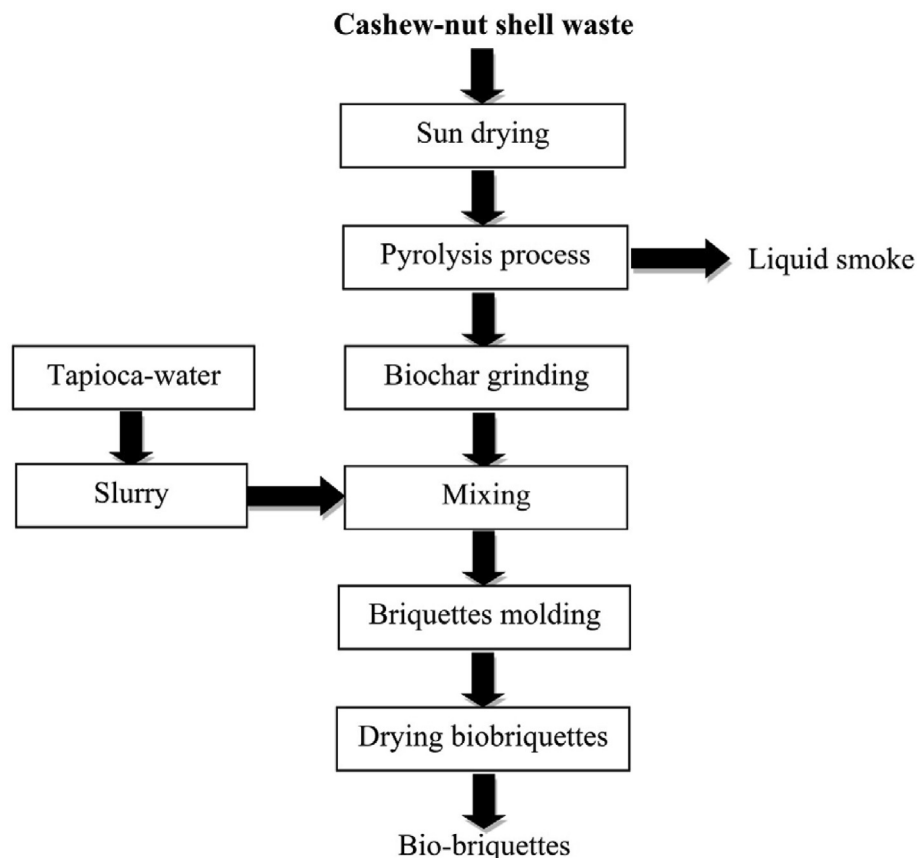 Cashew-nut shell waste
Sun drying
Pyrolysis process
Liquid smoke
Tapioca-water
Biochar grinding
Slurry
Mixing
Briquettes molding
Drying biobriquettes
Bio-briquettes